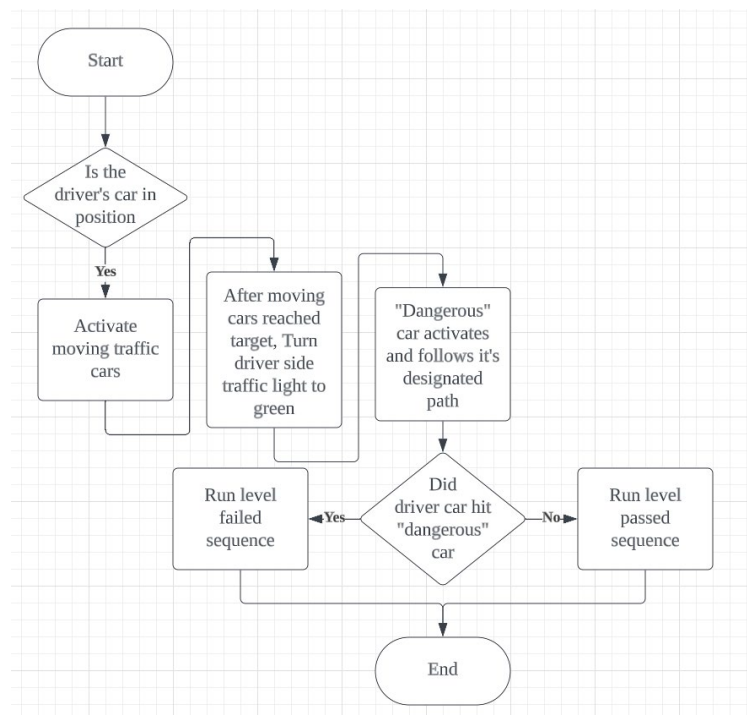 Start
Is the
driver's car in
position
Yes
Activate
moving traffic
cars
After moving
cars reached
target, Turn
driver side
traffic light to
green
"Dangerous"
car activates
and follows it's
designated
path
Did
driver car hit
"dangerous"
car
Yes
Run level
failed
sequence
No
Run level
passed
sequence
End